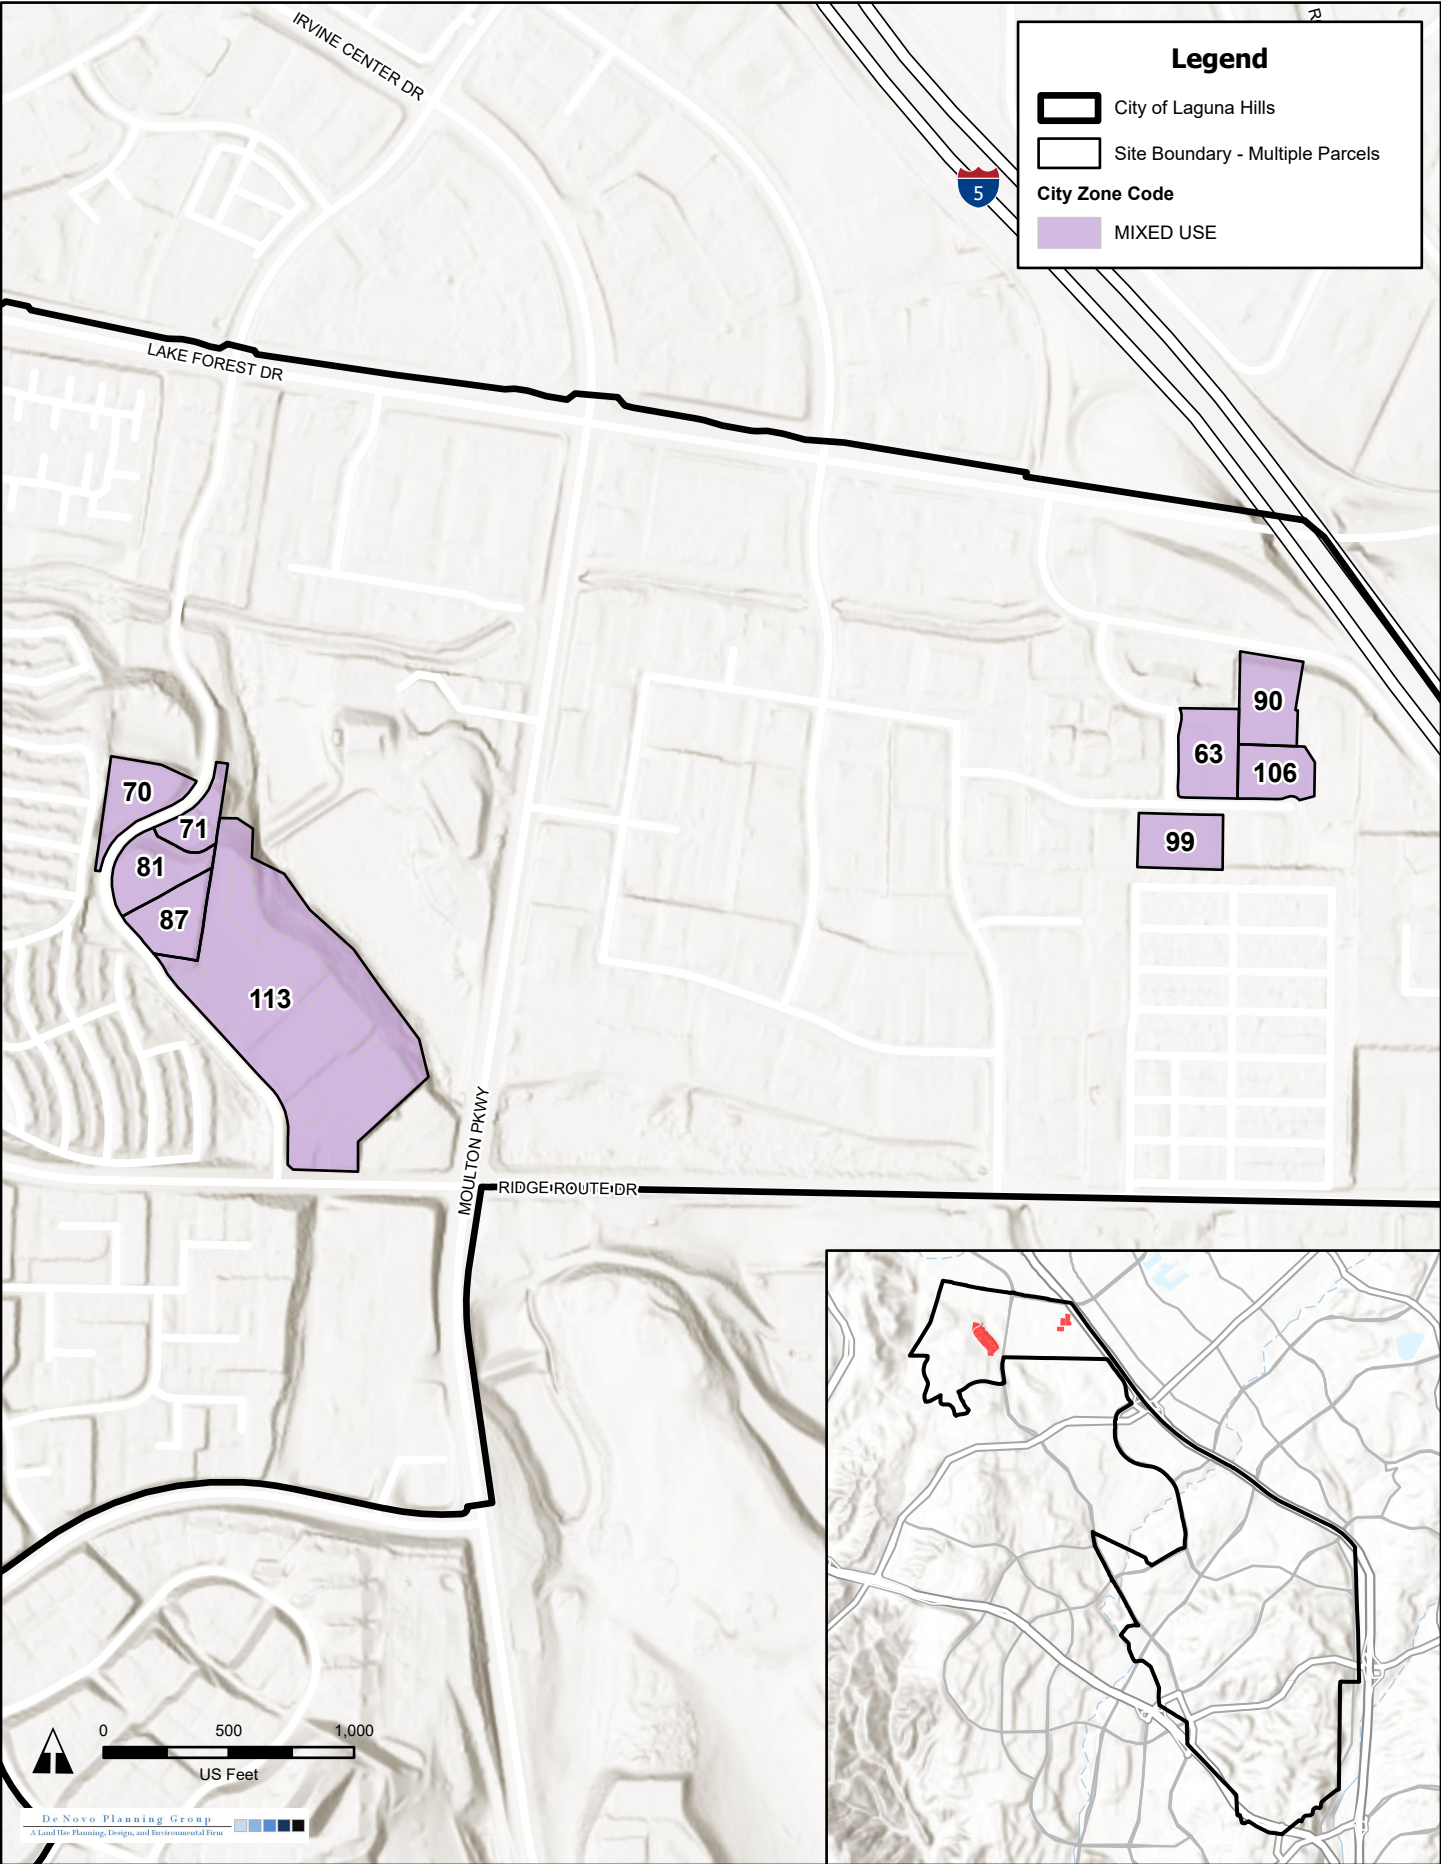 IRVINE CENTER DR
Legend
City of Laguna Hills
Site Boundary - Multiple Parcels
City Zone Code
MIXED USE
5
LAKE FOREST DR
90
63
106
99
70
71
81
87
113
MOULTON PKWY
RIDGE ROUTE DR
0 500 1,000
US Feet
De Novo Planning Group
A Land Use Planning, Design, and Environmental Firm